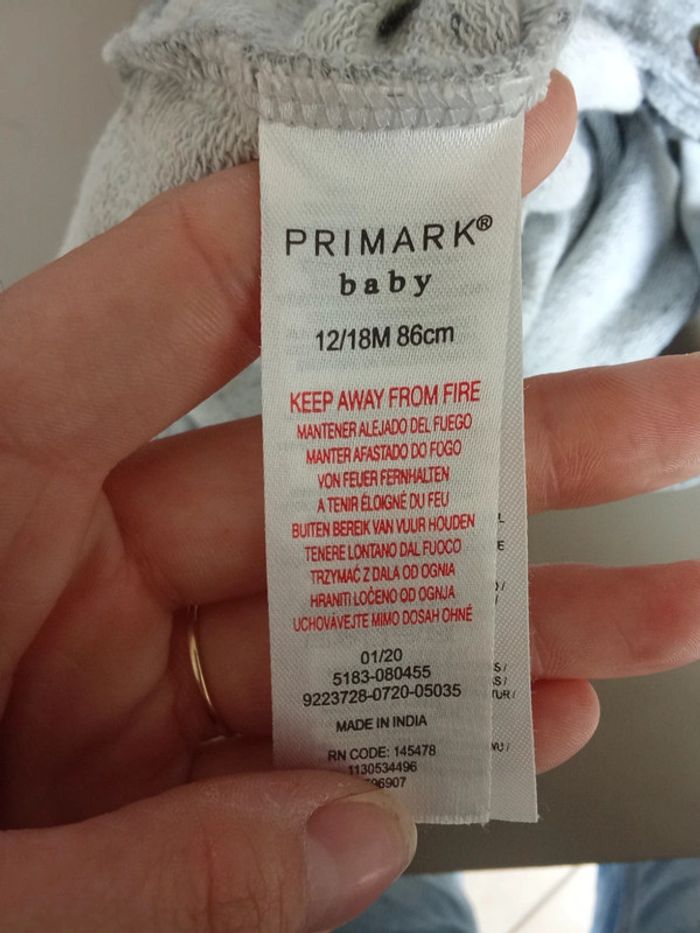 PRIMARK®
baby
12/18M 86cm
KEEP AWAY FROM FIRE
MANTENER ALEJADO DEL FUEGO
MANTER AFASTADO DO FOGO
VON FEUER FERNHALTEN
A TENIR ÉLOIGNÉ DU FEU
BUITEN BEREIK VAN VUUR HOUDEN
TENERE LONTANO DAL FUOCO
TRZYMAĆ Z DALA OD OGNIA
HRANITI LOČENO OD OGNJA
UCHOVÁVEJTE MIMO DOSAH OHNĚ
01/20
5183-080455
9223728-0720-05035
MADE IN INDIA
RN CODE: 145478
1130534496